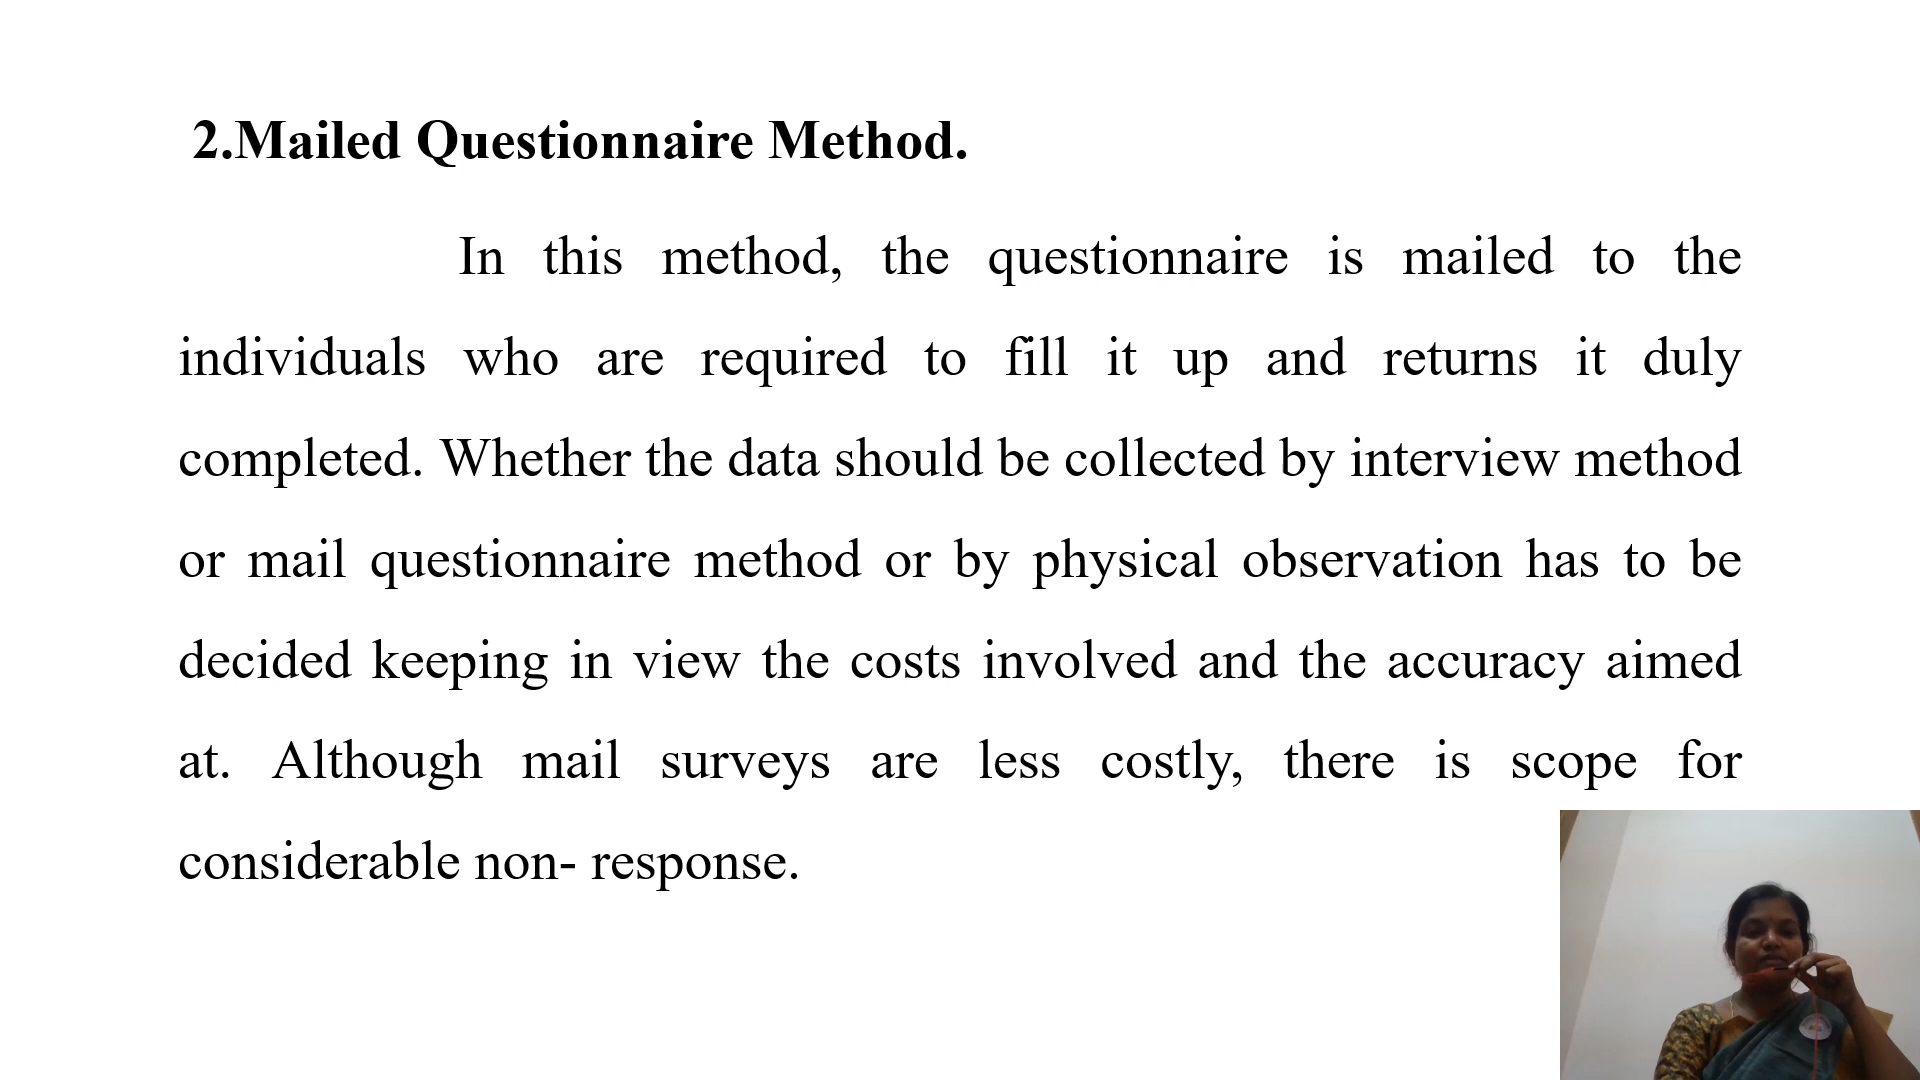 2.Mailed Questionnaire Method.
In this method, the questionnaire is mailed to the
individuals who are required to fill it up and returns it duly
completed. Whether the data should be collected by interview method
or mail questionnaire method or by physical observation has to be
decided keeping in view the costs involved and the accuracy aimed
at. Although mail surveys are less costly, there is scope for
considerable non- response.